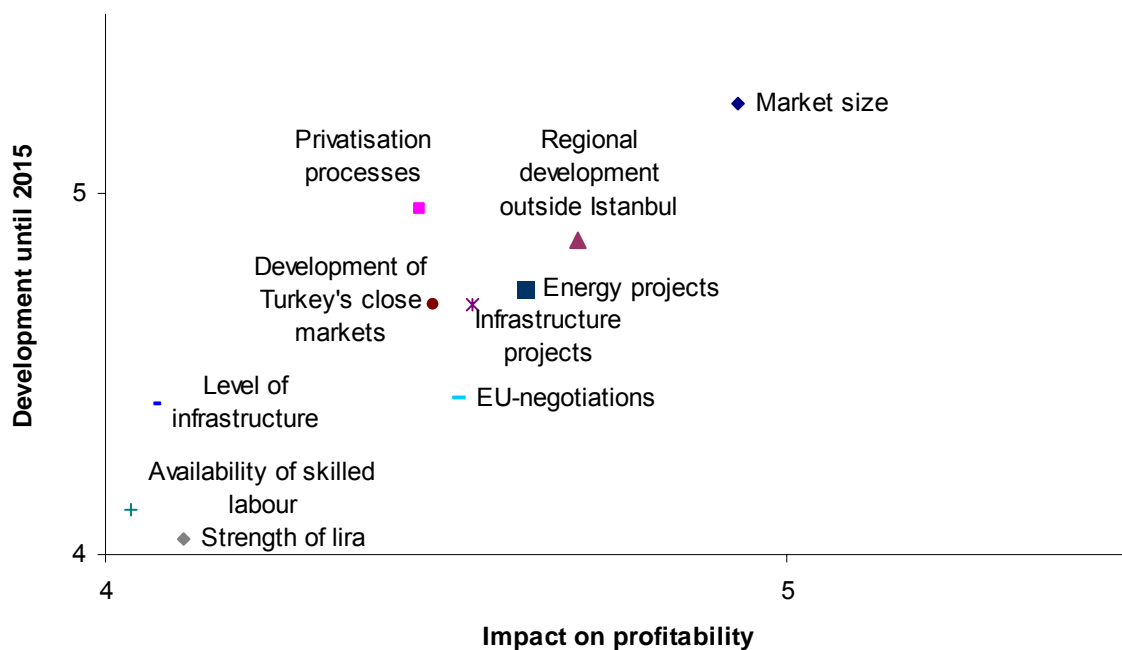 Development until 2015
5
4
Market size
Privatisation
processes
Regional
development
outside Istanbul
Development of
Turkey's close
markets
Energy projects
Infrastructure
projects
Level of
infrastructure
EU-negotiations
Availability of skilled
labour
Strength of lira
4
5
Impact on profitability